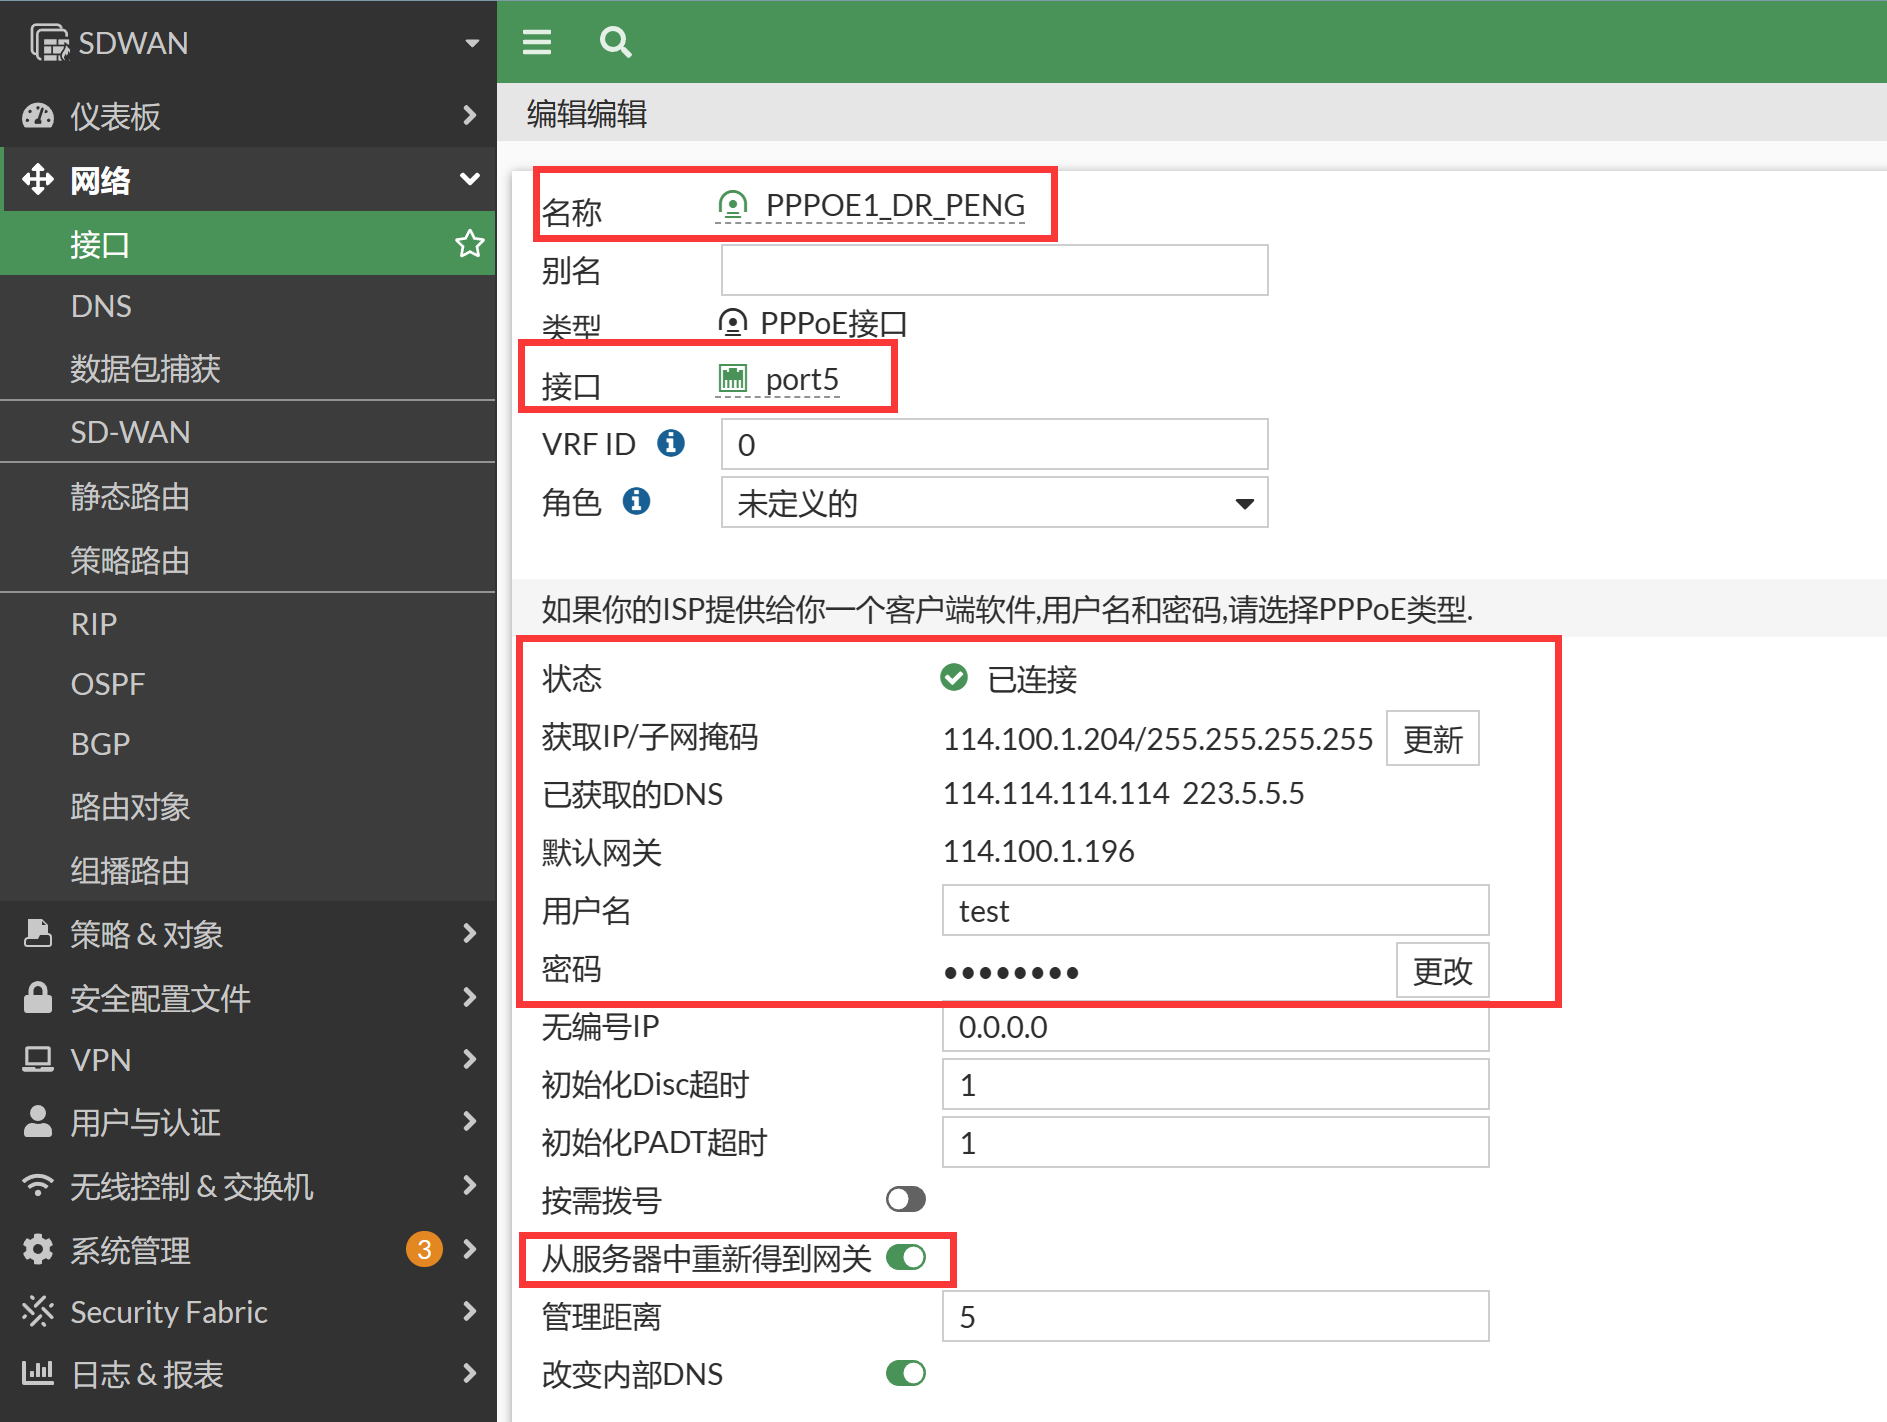 SDWAN
仪表板
网络
接口
DNS
数据包捕获
SD-WAN
静态路由
策略路由
RIP
OSPF
BGP
路由对象
组播路由
策略 & 对象
安全配置文件
VPN
用户与认证
无线控制 & 交换机
系统管理 3
Security Fabric
日志 & 报表
编辑编辑
名称 PPPOE1_DR_PENG
别名
类型 PPPoE接口
接口 port5
VRF ID 0
角色 未定义的
如果你的ISP提供给你一个客户端软件,用户名和密码,请选择PPPoE类型.
状态 已连接
获取IP/子网掩码 114.100.1.204/255.255.255.255 更新
已获取的DNS 114.114.114.114 223.5.5.5
默认网关 114.100.1.196
用户名 test
密码 ●●●●●●●● 更改
无编号IP 0.0.0.0
初始化Disc超时 1
初始化PADT超时 1
按需拨号
从服务器中重新得到网关
管理距离 5
改变内部DNS